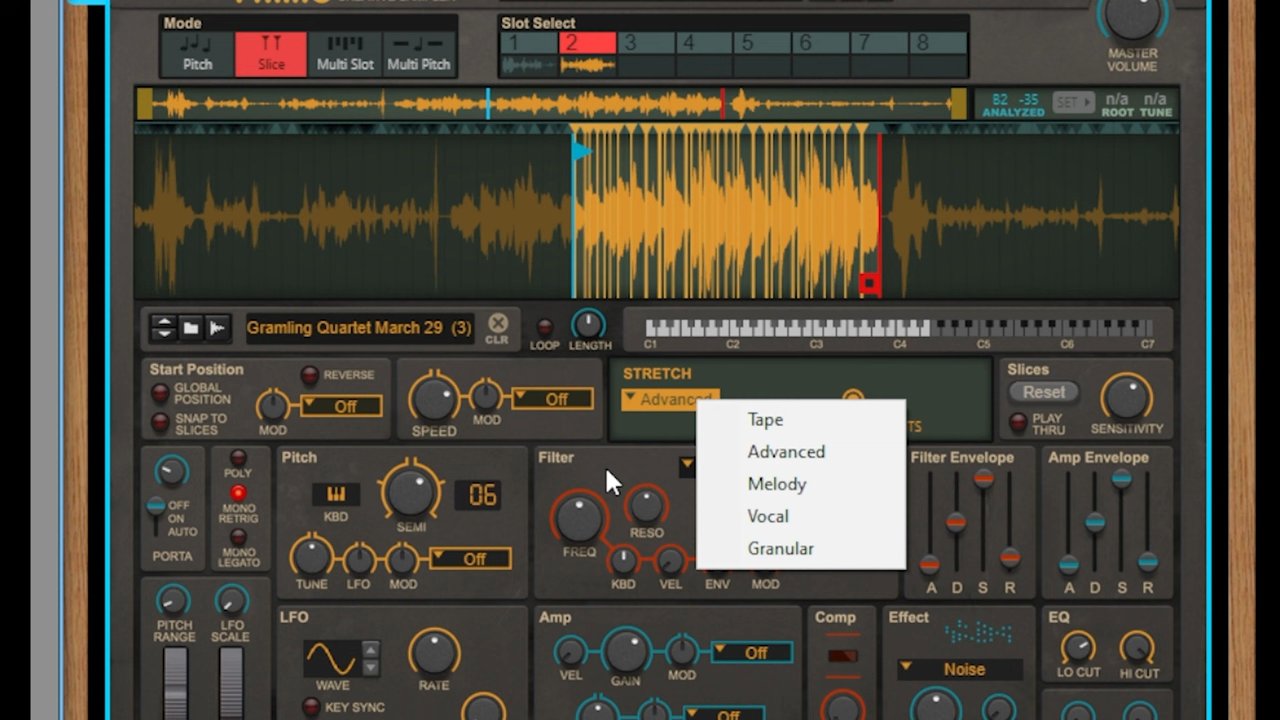 Mode
Pitch Slice Multi Slot Multi Pitch
Slot Select
1 2 3 4 5 6 7 8
MASTER
VOLUME
B2 -35
ANALYZED
SET
n/a n/a
ROOT TUNE
Gramling Quartet March 29 (3)
CLR
LOOP
LENGTH
C1 C2 C3 C4 C5 C6 C7
Start Position
GLOBAL
POSITION
SNAP TO
SLICES
REVERSE
MOD
Off
SPEED
MOD
Off
STRETCH
Advanced
Tape
Advanced
Melody
Vocal
Granular
Slices
Reset
PLAY
THRU
SENSITIVITY
OFF
ON
AUTO
PORTA
POLY
MONO
RETRIG
MONO
LEGATO
Pitch
KBD
SEMI
06
TUNE LFO MOD
Off
Filter
FREQ
RESO
KBD VEL ENV MOD
Filter Envelope
A D S R
Amp Envelope
A D S R
PITCH
RANGE
LFO
SCALE
LFO
WAVE
RATE
KEY SYNC
Amp
VEL GAIN MOD
Off
Off
Comp
Effect
Noise
EQ
LO CUT HI CUT